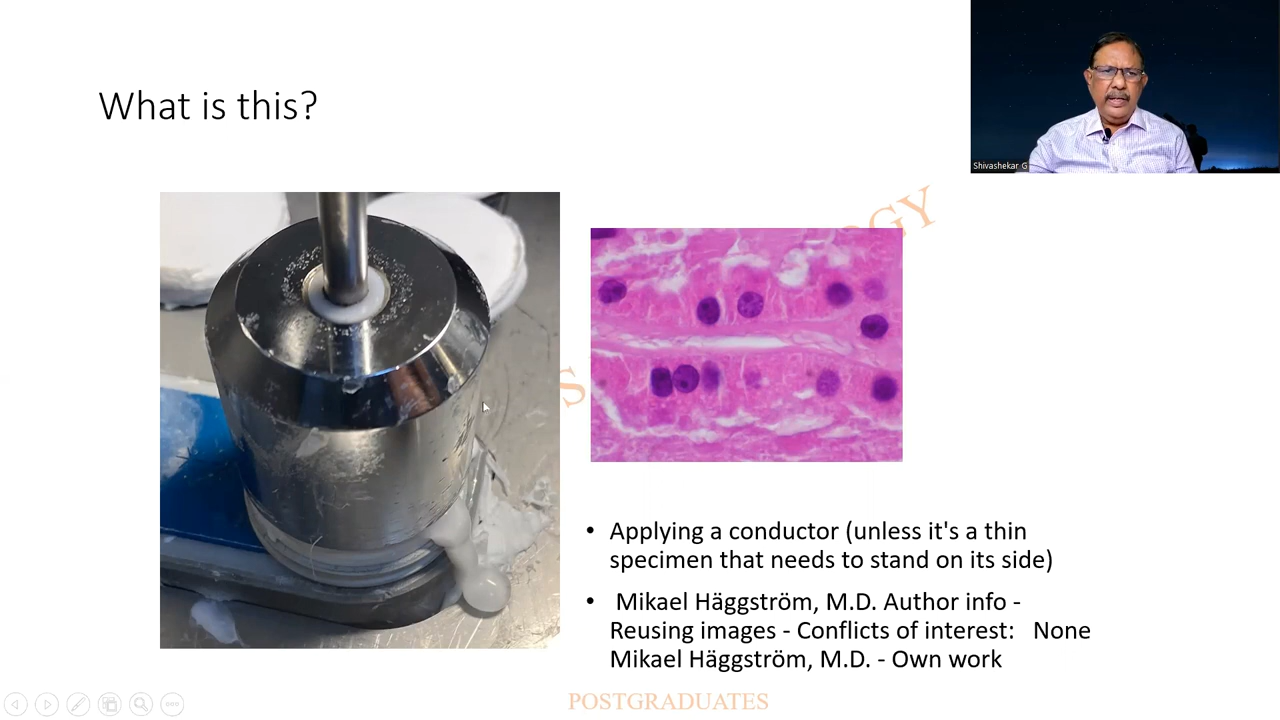 What is this?
Shivashekar G
GY
S
• Applying a conductor (unless it's a thin
specimen that needs to stand on its side)
• Mikael Häggström, M.D. Author info -
Reusing images - Conflicts of interest: None
Mikael Häggström, M.D. - Own work
POSTGRADUATES